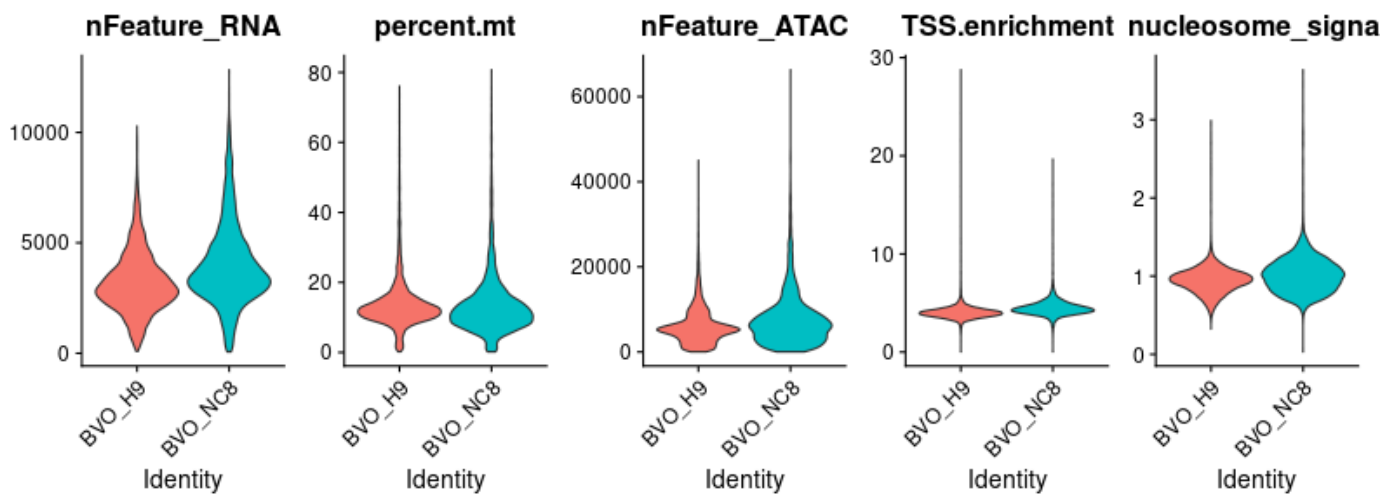 nFeature_RNA
10000
5000
0
BVO_H9
BVO_NC8
Identity
percent.mt
80
60
40
20
0
BVO_H9
BVO_NC8
Identity
nFeature_ATAC
60000
40000
20000
0
BVO_H9
BVO_NC8
Identity
TSS.enrichment
30
20
10
0
BVO_H9
BVO_NC8
Identity
nucleosome_signa
3
2
1
0
BVO_H9
BVO_NC8
Identity